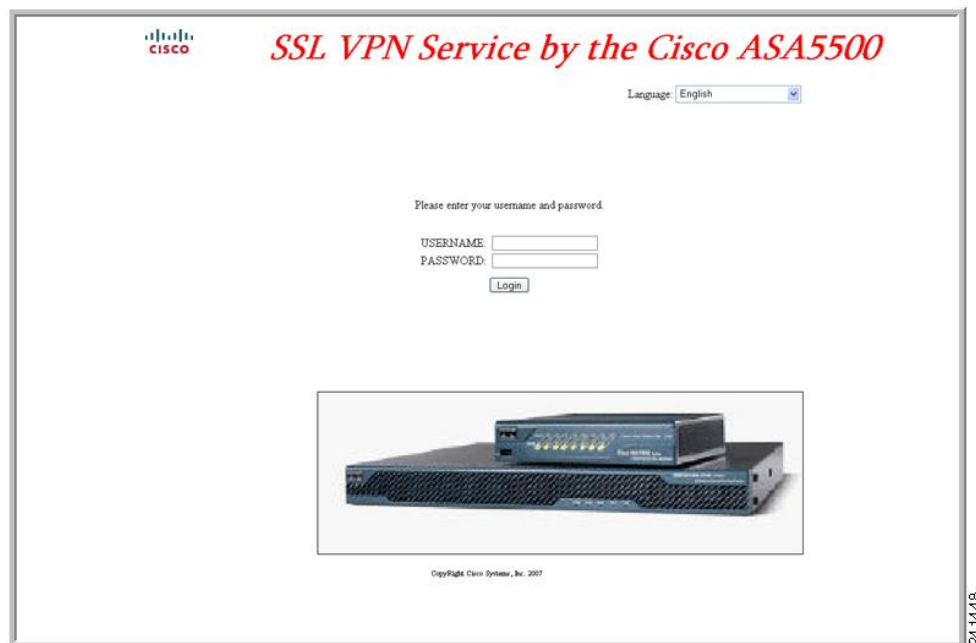 CISCO
SSL VPN Service by the Cisco ASA5500
Language: English
Please enter your username and password.
USERNAME:
PASSWORD:
Login
CopyRight Cisco Systems, Inc. 2007